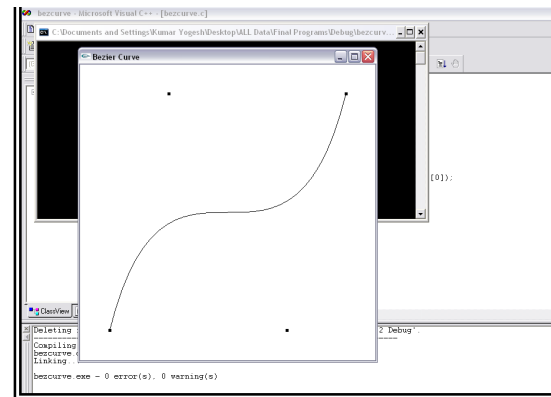 bezcurve - Microsoft Visual C++ - [bezcurve.c]
C:\Documents and Settings\Kumar Yogesh\Desktop\ALL Data\Final Programs\Debug\bezcurv...
Bezier Curve
[0]);
ClassView
Deleting
2 Debug'.
Compiling
bezcurve.
Linking..
bezcurve.exe - 0 error(s), 0 warning(s)